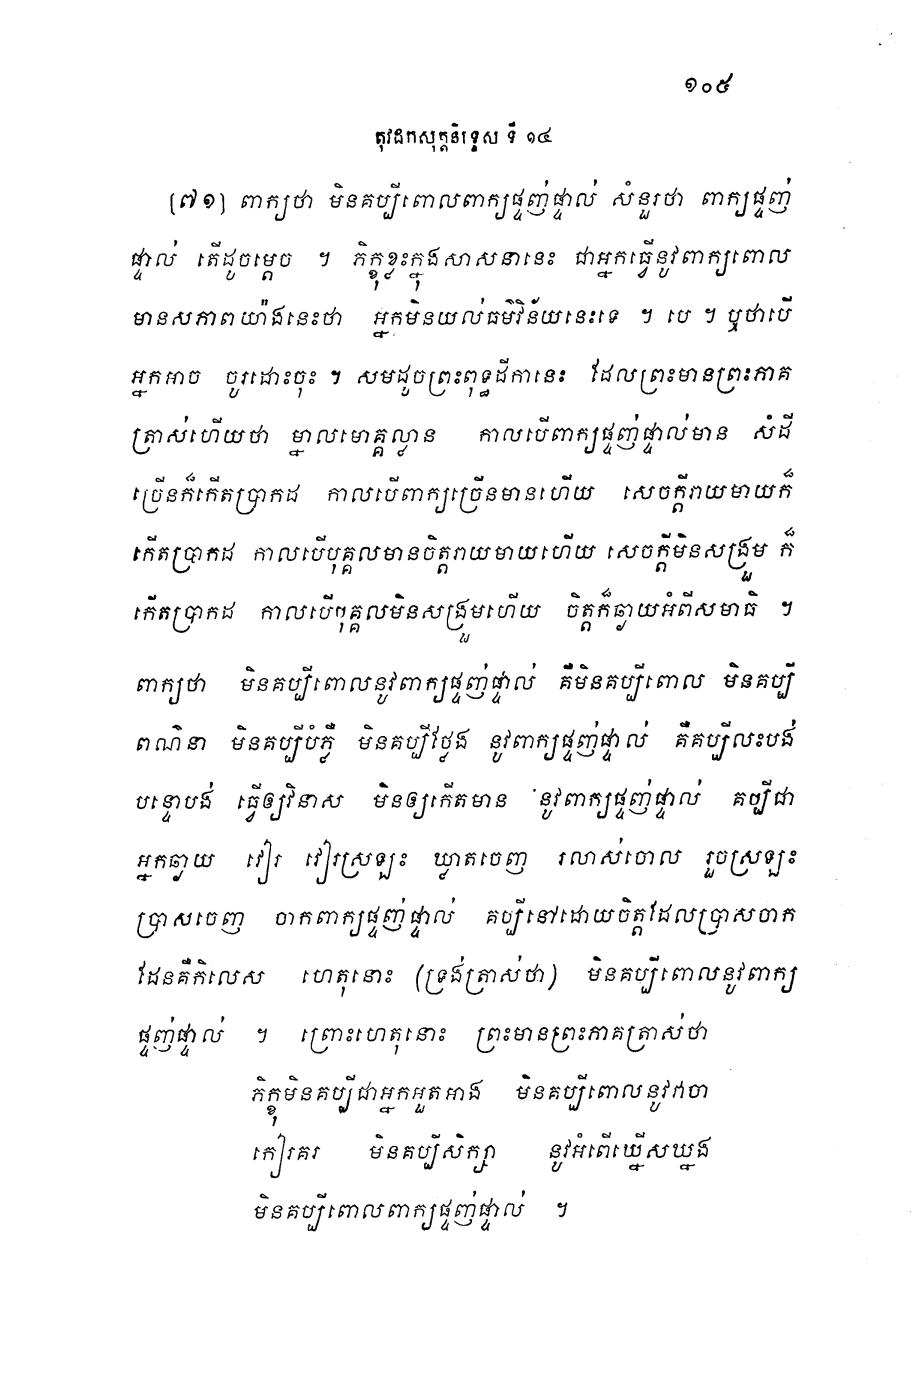 ១០៥
តុវដកសុត្តនិទ្ទេស ទី ១៤
(៧១) ពាក្យថា មិនគប្បីពោលពាក្យផ្ទញ់ផ្ទាល់ សំនួរថា ពាក្យផ្ទញ់
ផ្ទាល់ តើដូចម្តេច ។ ភិក្ខុខ្លះក្នុងសាសនានេះ ជាអ្នកធ្វើនូវពាក្យពោល
មានសភាពយ៉ាងនេះថា អ្នកមិនយល់ធម៌វិន័យនេះទេ ។ បេ ។ ឬថាបើ
អ្នកអាច ចូរដោះចុះ ។ សមដូចព្រះពុទ្ធដីកានេះ ដែលព្រះមានព្រះភាគ
ត្រាស់ហើយថា ម្នាលមោគ្គល្លាន កាលបើពាក្យផ្ទញ់ផ្ទាល់មាន សំដី
ច្រើនក៏កើតប្រាកដ កាលបើពាក្យច្រើនមានហើយ សេចក្តីរាយមាយក៏
កើតប្រាកដ កាលបើបុគ្គលមានចិត្តរាយមាយហើយ សេចក្តីមិនសង្រួម ក៏
កើតប្រាកដ កាលបើបុគ្គលមិនសង្រួមហើយ ចិត្តក៏ឆ្ងាយអំពីសមាធិ ។
ពាក្យថា មិនគប្បីពោលនូវពាក្យផ្ទញ់ផ្ទាល់ គឺមិនគប្បីពោល មិនគប្បី
ពណ៌នា មិនគប្បីបំភ្លឺ មិនគប្បីថ្លែង នូវពាក្យផ្ទញ់ផ្ទាល់ គឺគប្បីលះបង់
បន្ទោបង់ ធ្វើឲ្យវិនាស មិនឲ្យកើតមាន នូវពាក្យផ្ទញ់ផ្ទាល់ គប្បីជា
អ្នកឆ្ងាយ វៀរ វៀរស្រឡះ ឃ្លាតចេញ រលាស់ចោល រួចស្រឡះ
ប្រាសចេញ ចាកពាក្យផ្ទញ់ផ្ទាល់ គប្បីនៅដោយចិត្តដែលប្រាសចាក
ដែនគឺកិលេស ហេតុនោះ (ទ្រង់ត្រាស់ថា) មិនគប្បីពោលនូវពាក្យ
ផ្ទញ់ផ្ទាល់ ។ ព្រោះហេតុនោះ ព្រះមានព្រះភាគត្រាស់ថា
ភិក្ខុមិនគប្បីជាអ្នកអួតអាង មិនគប្បីពោលនូវវាចា
កៀរគរ មិនគប្បីសិក្សា នូវអំពើឃ្នើសឃ្នង
មិនគប្បីពោលពាក្យផ្ទញ់ផ្ទាល់ ។